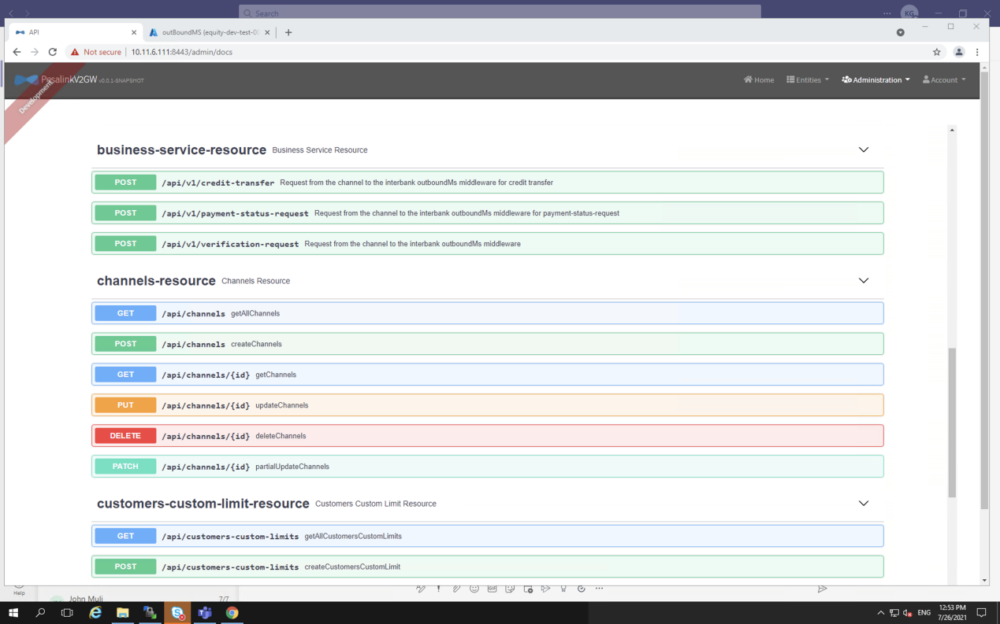 Search
KG
API
outBoundMS (equity-dev-test-00
Not secure
10.11.6.111:8443/admin/docs
PesalinkV2GW v0.0.1-SNAPSHOT
Home
Entities
Administration
Account
Development
business-service-resource Business Service Resource
POST /api/v1/credit-transfer Request from the channel to the interbank outboundMs middleware for credit transfer
POST /api/v1/payment-status-request Request from the channel to the interbank outboundMs middleware for payment-status-request
POST /api/v1/verification-request Request from the channel to the interbank outboundMs middleware
channels-resource Channels Resource
GET /api/channels getAllChannels
POST /api/channels createChannels
GET /api/channels/{id} getChannels
PUT /api/channels/{id} updateChannels
DELETE /api/channels/{id} deleteChannels
PATCH /api/channels/{id} partialUpdateChannels
customers-custom-limit-resource Customers Custom Limit Resource
GET /api/customers-custom-limits getAllCustomersCustomLimits
POST /api/customers-custom-limits createCustomersCustomLimit
Help
John Muli 7/7
GIF
ENG
12:53 PM
7/26/2021